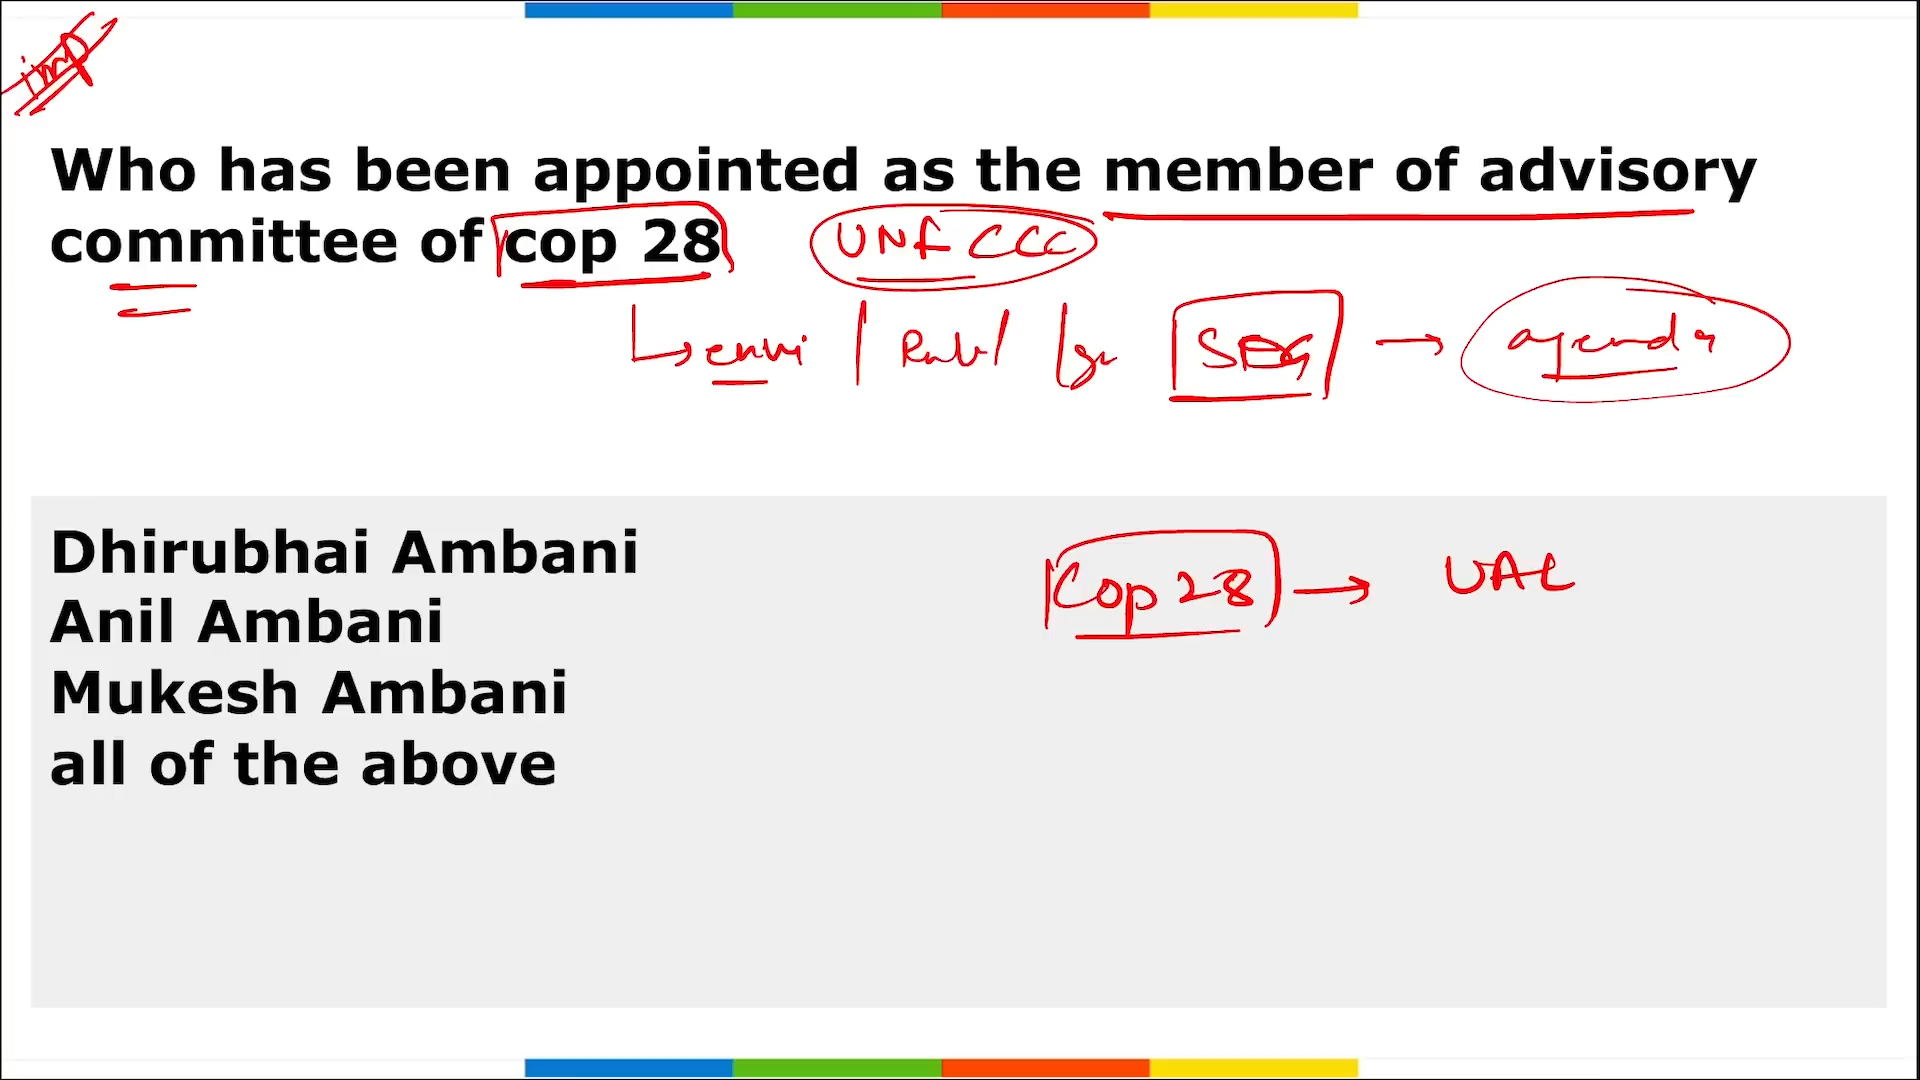 imp
Who has been appointed as the member of advisory
committee of cop 28 UNFCCC
envi SDG → agenda
Dhirubhai Ambani
Anil Ambani
Mukesh Ambani
all of the above
Cop 28 → UAE